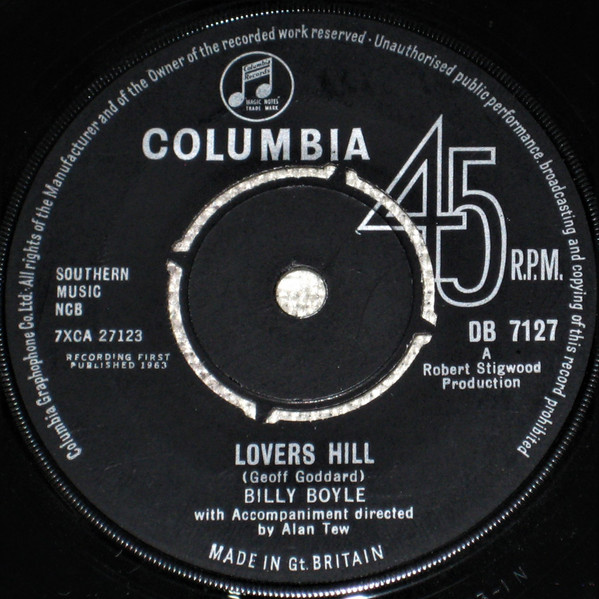 Columbia Graphophone Co. Ltd. · All rights of the Manufacturer and of the Owner of the recorded work reserved · Unauthorised public performance, broadcasting and copying of this record prohibited
Columbia
Records
MAGIC NOTES
TRADE MARK
COLUMBIA
45
R.P.M.
SOUTHERN
MUSIC
NCB
7XCA 27123
RECORDING FIRST
PUBLISHED 1963
DB 7127
A
Robert Stigwood
Production
LOVERS HILL
(Geoff Goddard)
BILLY BOYLE
with Accompaniment directed
by Alan Tew
MADE IN Gt. BRITAIN